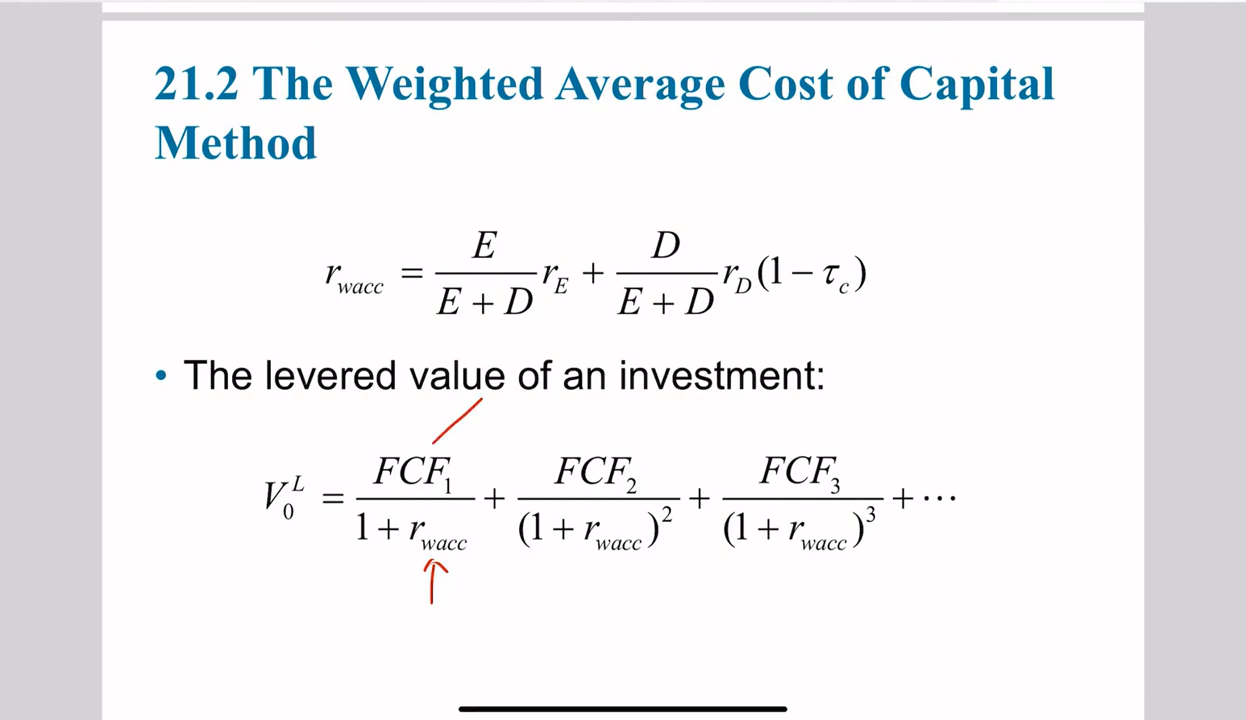 21.2 The Weighted Average Cost of Capital
Method
r_wacc = E/(E + D) r_E + D/(E + D) r_D (1 − τ_c)
• The levered value of an investment:
V_0^L = FCF_1/(1 + r_wacc) + FCF_2/(1 + r_wacc)^2 + FCF_3/(1 + r_wacc)^3 + ⋯